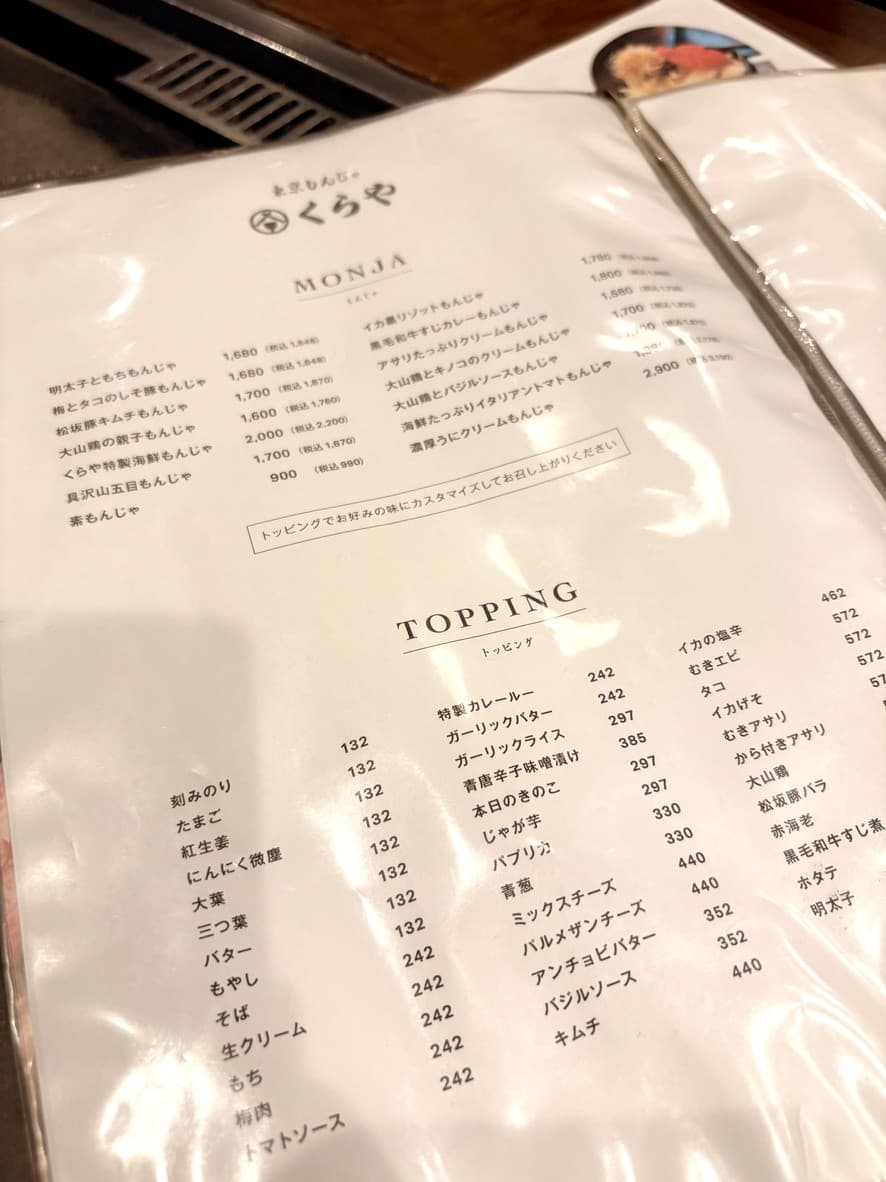 東京もんじゃ
くらや
MONJA
もんじゃ
明太子ともちもんじゃ 1,680 (税込1,848)
梅とタコのしそ豚もんじゃ 1,680 (税込1,848)
松坂豚キムチもんじゃ 1,700 (税込1,870)
大山鶏の親子もんじゃ 1,600 (税込1,760)
くらや特製海鮮もんじゃ 2,000 (税込2,200)
具沢山五目もんじゃ 1,700 (税込1,870)
素もんじゃ 900 (税込990)
イカ墨リゾットもんじゃ 1,780
黒毛和牛すじカレーもんじゃ 1,800
アサリたっぷりクリームもんじゃ 1,580
大山鶏とキノコのクリームもんじゃ 1,700 (税込1,870)
大山鶏とバジルソースもんじゃ
海鮮たっぷりイタリアントマトもんじゃ
濃厚うにクリームもんじゃ 2,900 (税込3,190)
トッピングでお好みの味にカスタマイズしてお召し上がりください
TOPPING
トッピング
刻みのり 132
たまご 132
紅生姜 132
にんにく微塵 132
大葉 132
三つ葉 132
バター 132
もやし 132
そば 242
生クリーム 242
もち 242
梅肉 242
トマトソース 242
特製カレールー 242
ガーリックバター 242
ガーリックライス 297
青唐辛子味噌漬け 385
本日のきのこ 297
じゃが芋 297
パプリカ 330
青葱 330
ミックスチーズ 440
パルメザンチーズ 440
アンチョビバター 352
バジルソース 352
キムチ 440
イカの塩辛 462
むきエビ 572
タコ 572
イカげそ 572
むきアサリ 57
から付きアサリ
大山鶏
松坂豚バラ
赤海老
黒毛和牛すじ煮
ホタテ
明太子